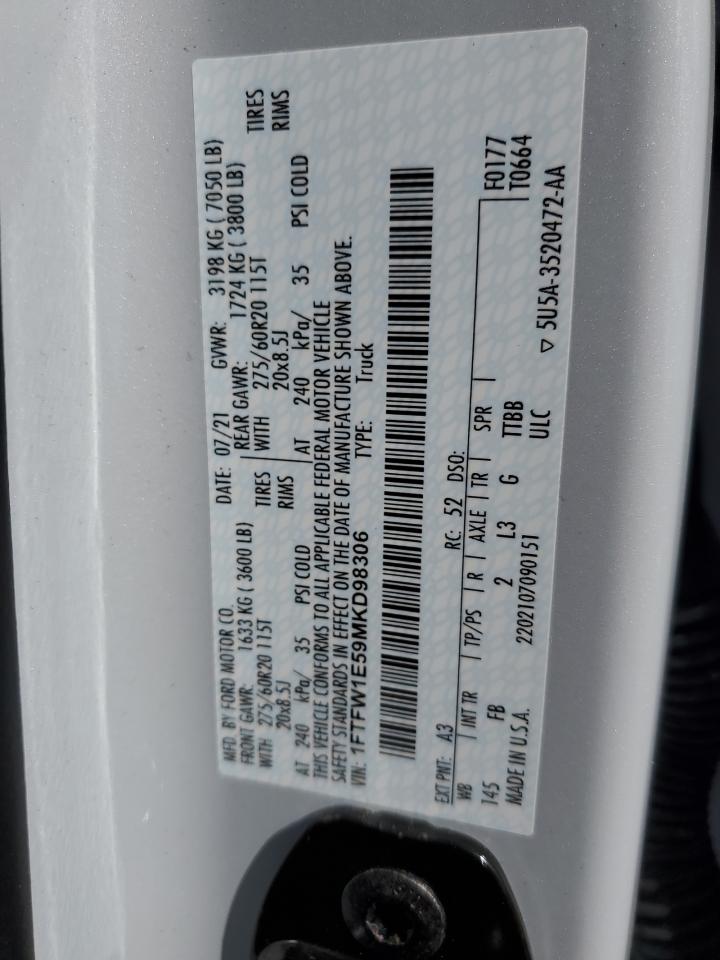 MFD. BY FORD MOTOR CO.
DATE: 07/21 GVWR: 3198 KG ( 7050 LB)
FRONT GAWR: 1633 KG ( 3600 LB) REAR GAWR: 1724 KG ( 3800 LB)
WITH 275/60R20 115T TIRES WITH 275/60R20 115T TIRES
20x8.5J RIMS 20x8.5J RIMS
AT 240 kPa/ 35 PSI COLD AT 240 kPa/ 35 PSI COLD
THIS VEHICLE CONFORMS TO ALL APPLICABLE FEDERAL MOTOR VEHICLE
SAFETY STANDARDS IN EFFECT ON THE DATE OF MANUFACTURE SHOWN ABOVE.
VIN: 1FTFW1E59MKD98306 TYPE: Truck
EXT PNT: A3 RC: 52 DSO:
WB INT TR TP/PS R AXLE TR SPR F0177
145 FB 2 L3 G TTBB T0664
MADE IN U.S.A. 2202107090151 ULC
▽ 5U5A-3520472-AA